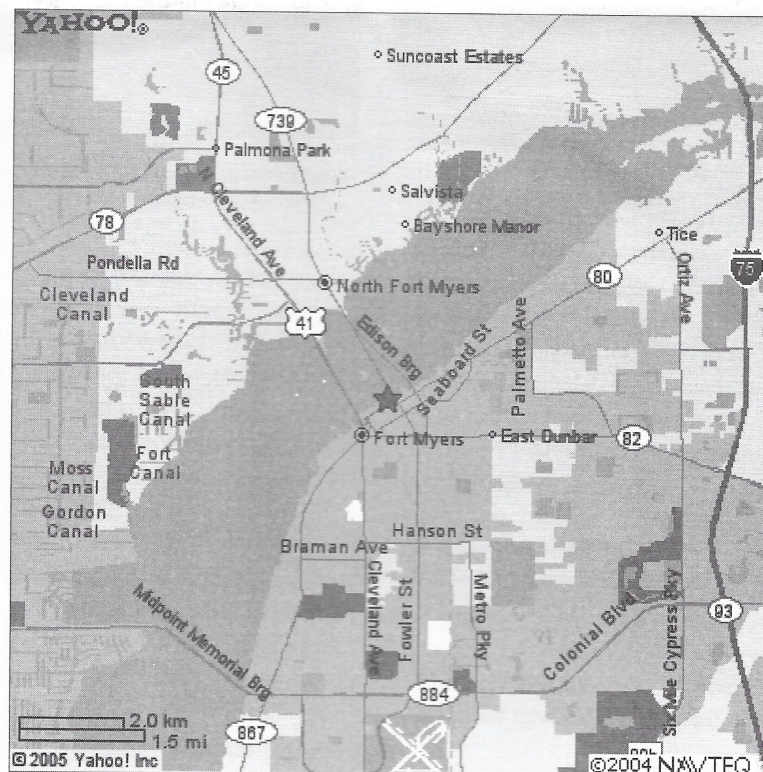 YAHOO!®
Suncoast Estates
45
739
Palmona Park
N Cleveland Ave
Salvista
78
Bayshore Manor
Tice
Pondella Rd
80
75
Ortiz Ave
North Fort Myers
Cleveland
Canal
41
Edison Brg
Seaboard St
Palmetto Ave
South
Sable
Canal
Fort Myers
East Dunbar
82
Fort
Canal
Moss
Canal
Gordon
Canal
Hanson St
Braman Ave
Cleveland Ave
Fowler St
Metro Pky
Midpoint Memorial Brg
Colonial Blvd
Six Mile Cypress Pky
93
884
867
2.0 km
1.5 mi
© 2005 Yahoo! Inc
©2004 NAVTEQ